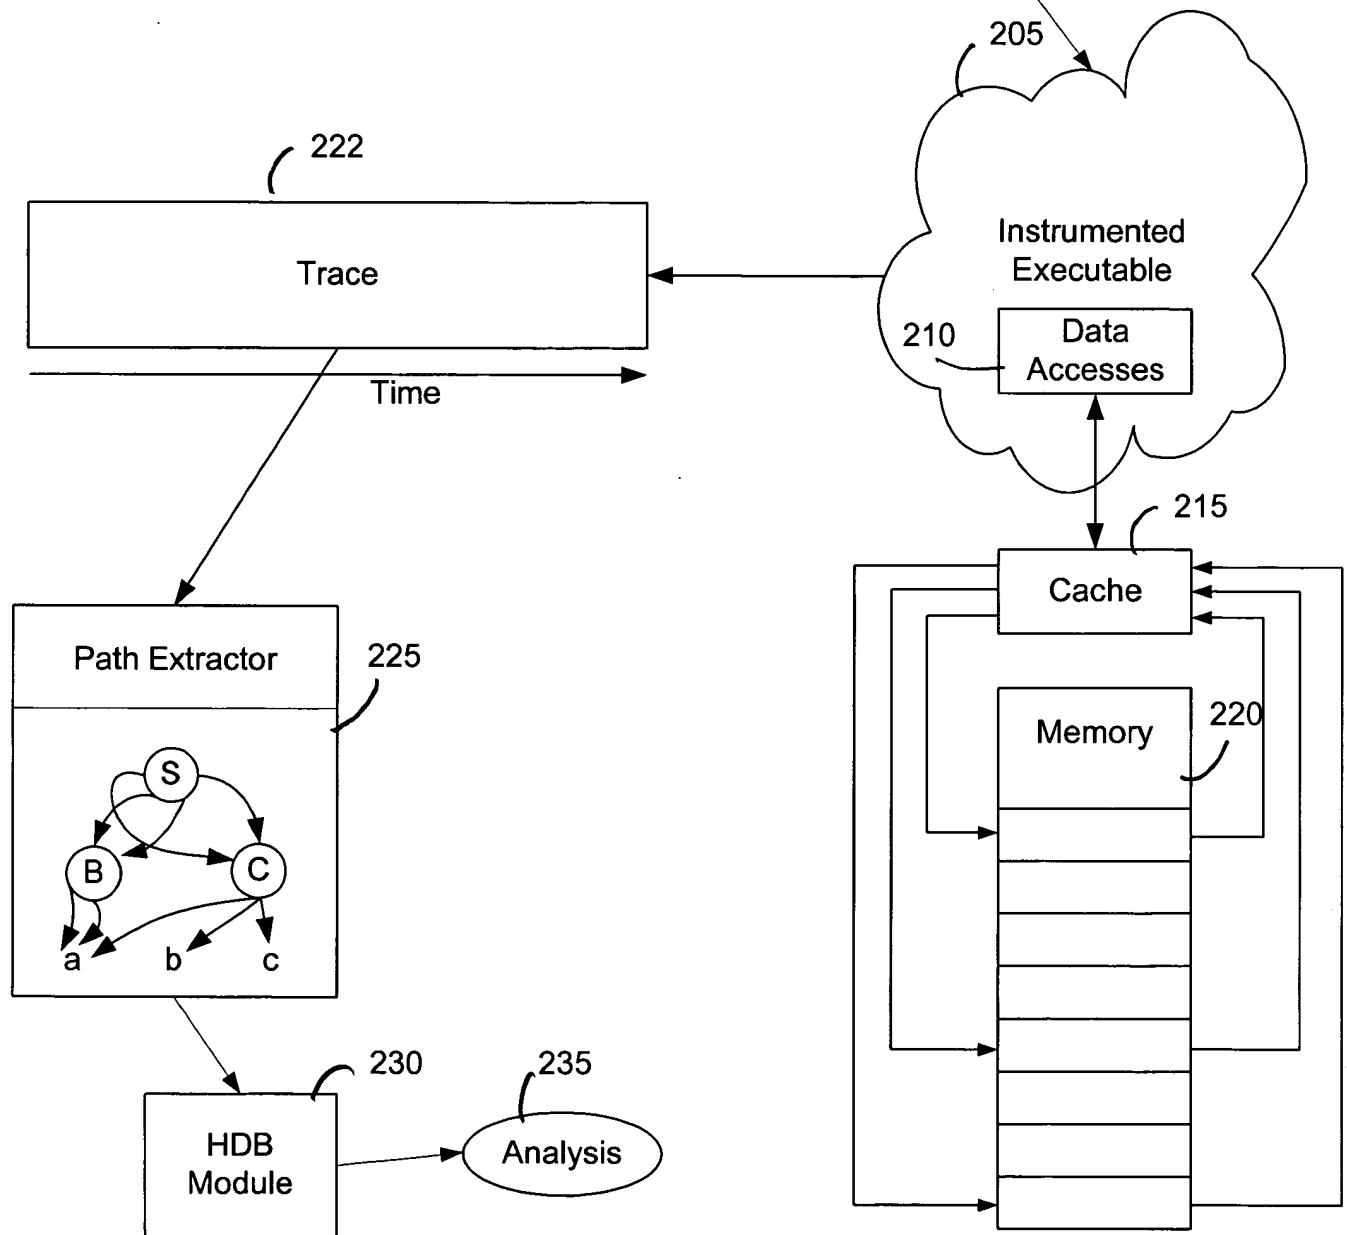 205
222
Instrumented
Executable
Trace
210
Data
Accesses
Time
215
Cache
Path Extractor
225
220
Memory
S
B
C
a
b
c
230
235
HDB
Module
Analysis